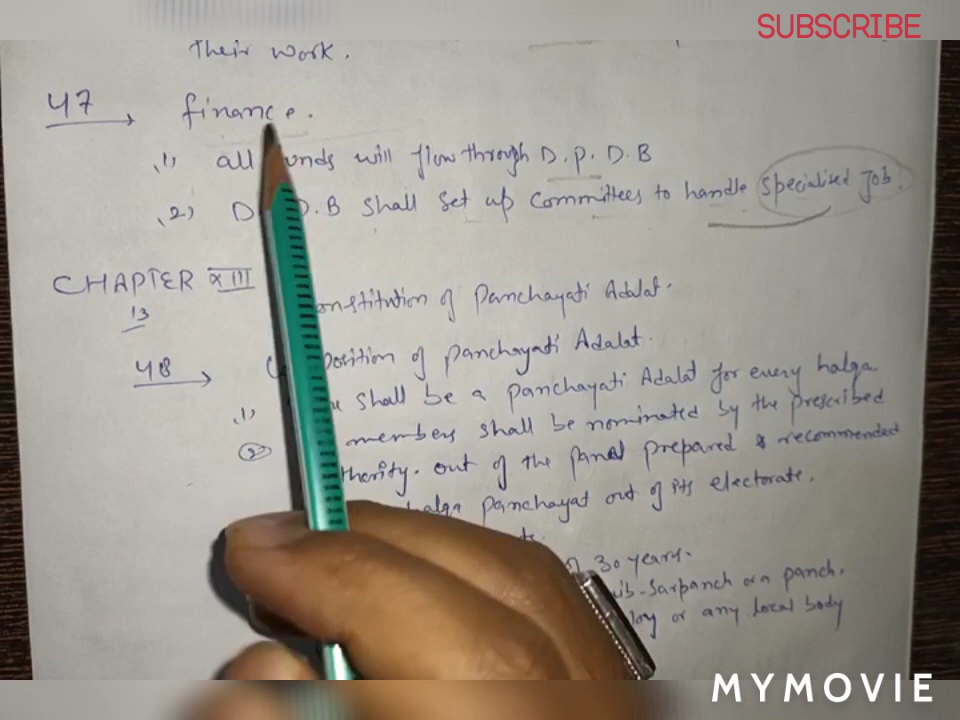 SUBSCRIBE
Their work.
47 → finance.
(1) all unds will flow through D.P.D.B
(2) D D.B shall set up committees to handle specialised Job.
CHAPTER XIII onstitution of Panchayati Adalat.
13
48 → position of Panchayati Adalat.
(1) shall be a panchayati Adalat for every halqa.
(2) members shall be nominated by the prescribed
thority. out of the panel prepared & recommended
halqa panchayat out of its electorate.
30 years.
ub-Sarpanch or a panch.
or any local body
MYMOVIE